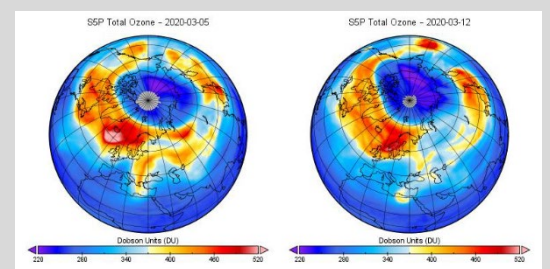 S5P Total Ozone - 2020-03-05
S5P Total Ozone - 2020-03-12
Dobson Units (DU)
220 280 340 400 460 520
Dobson Units (DU)
220 280 340 400 460 520